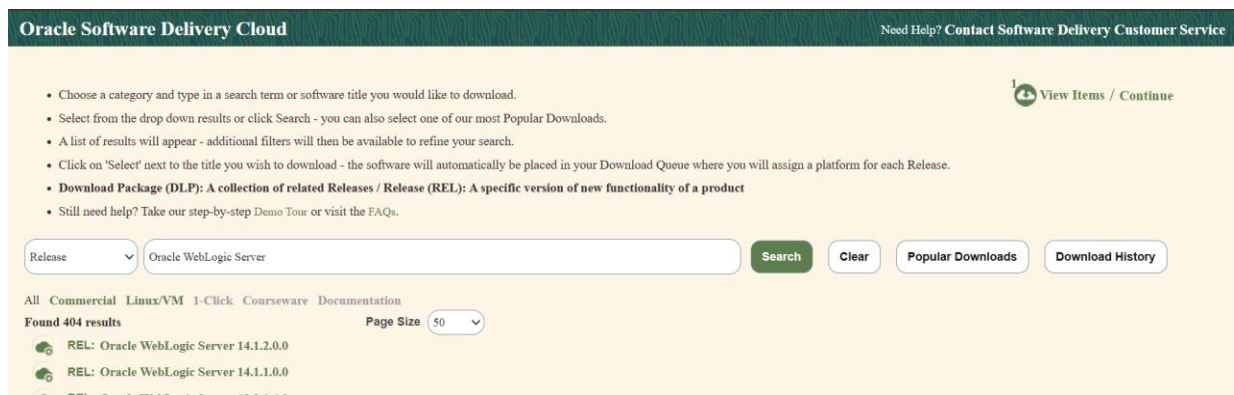 Oracle Software Delivery Cloud
Need Help? Contact Software Delivery Customer Service
1
View Items / Continue
• Choose a category and type in a search term or software title you would like to download.
• Select from the drop down results or click Search - you can also select one of our most Popular Downloads.
• A list of results will appear - additional filters will then be available to refine your search.
• Click on 'Select' next to the title you wish to download - the software will automatically be placed in your Download Queue where you will assign a platform for each Release.
• Download Package (DLP): A collection of related Releases / Release (REL): A specific version of new functionality of a product
• Still need help? Take our step-by-step Demo Tour or visit the FAQs.
Release Oracle WebLogic Server Search Clear Popular Downloads Download History
All Commercial Linux/VM 1-Click Courseware Documentation
Found 404 results Page Size 50
REL: Oracle WebLogic Server 14.1.2.0.0
REL: Oracle WebLogic Server 14.1.1.0.0